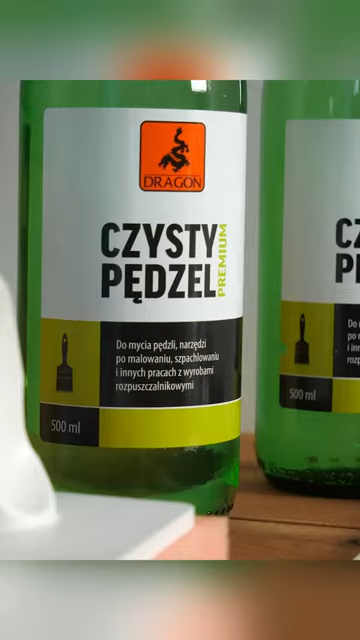 DRAGON
CZYSTY
PĘDZEL
PREMIUM
Do mycia pędzli, narzędzi
po malowaniu, szpachlowaniu
i innych pracach z wyrobami
rozpuszczalnikowymi
500 ml
500 ml